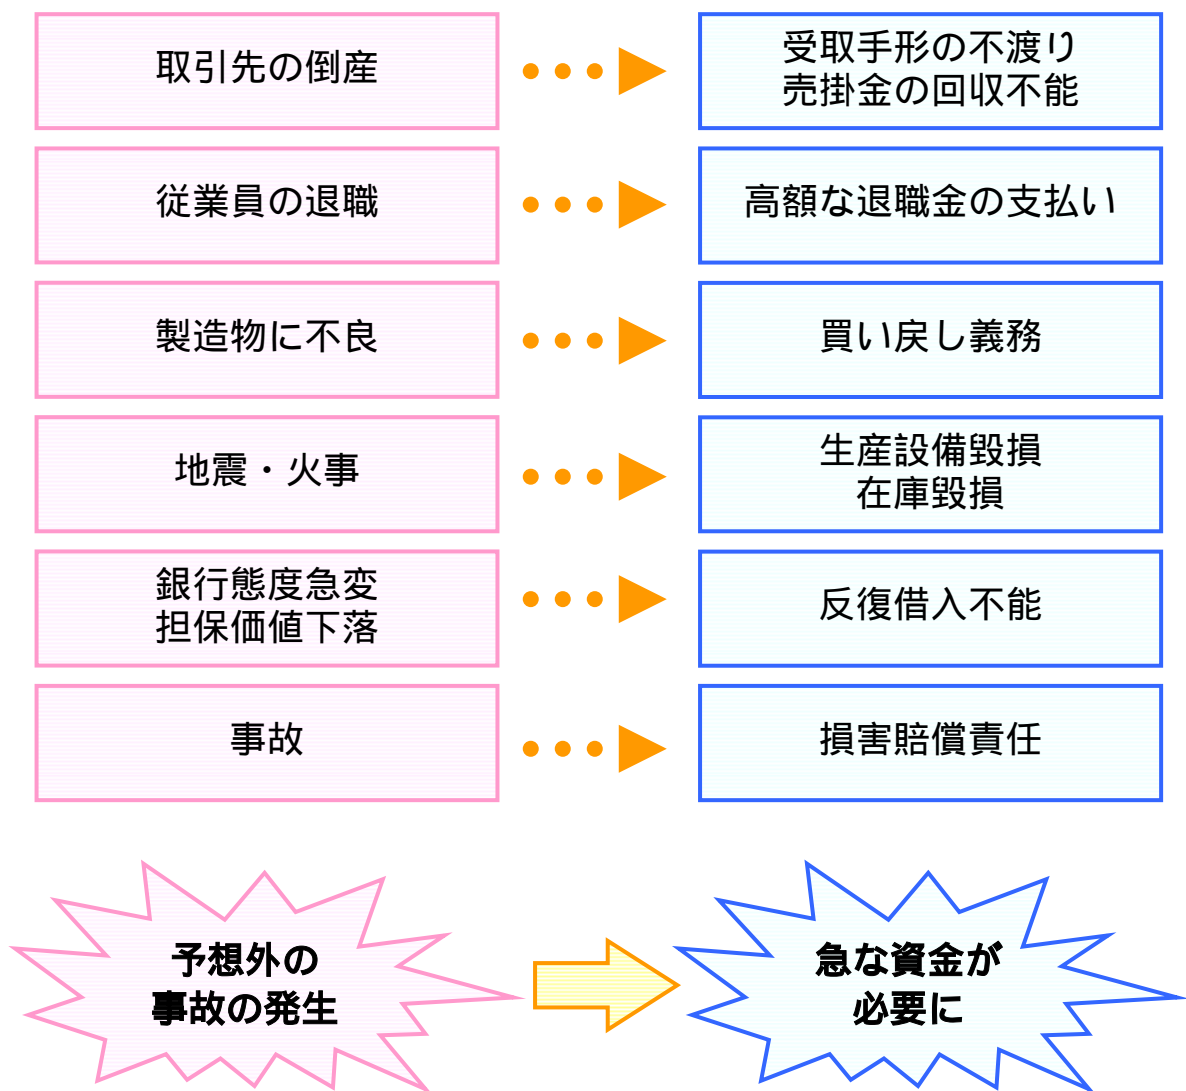 取引先の倒産
受取手形の不渡り
売掛金の回収不能
従業員の退職
高額な退職金の支払い
製造物に不良
買い戻し義務
地震・火事
生産設備毀損
在庫毀損
銀行態度急変
担保価値下落
反復借入不能
事故
損害賠償責任
予想外の
事故の発生
急な資金が
必要に